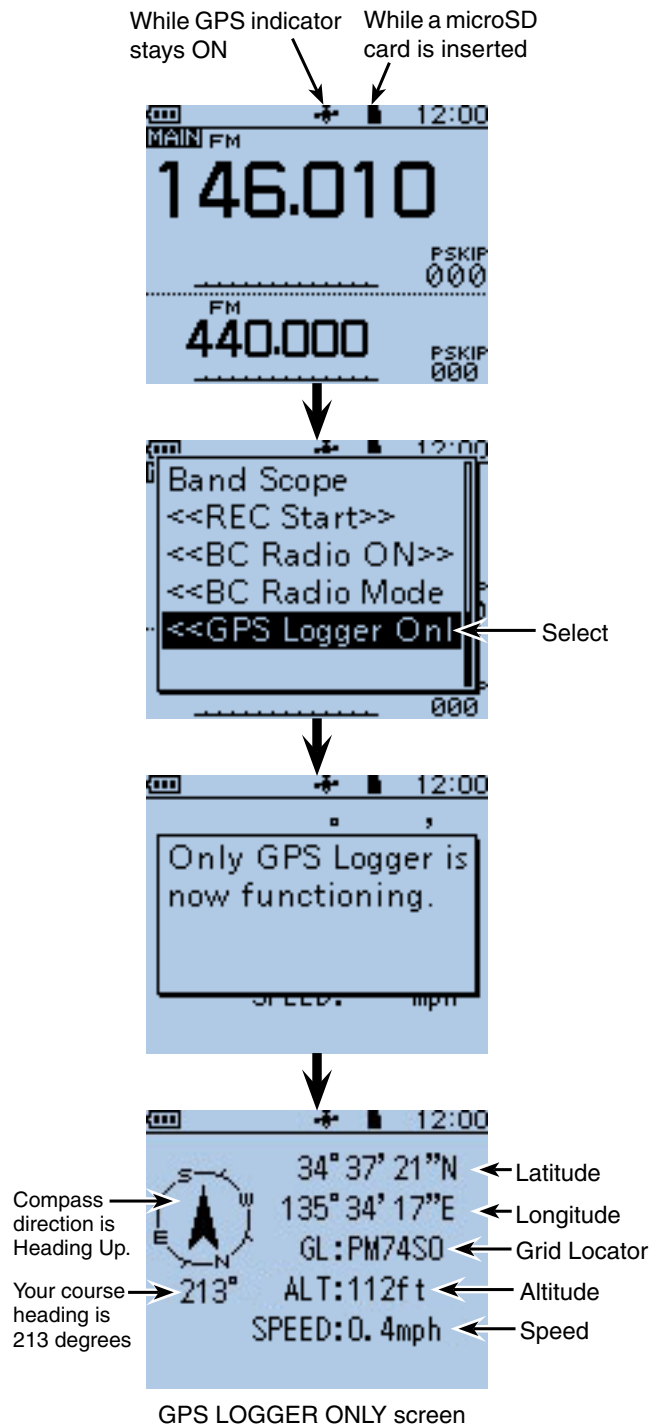 While GPS indicator
stays ON
While a microSD
card is inserted
12:00
MAIN FM
146.010
PSKIP
000
FM
440.000
PSKIP
000
12:00
Band Scope
<<REC Start>>
<<BC Radio ON>>
<<BC Radio Mode
<<GPS Logger Onl
Select
000
12:00
° ’
Only GPS Logger is
now functioning.
SPEED: mph
12:00
S
W
E
N
Compass
direction is
Heading Up.
213°
Your course
heading is
213 degrees
34°37’21”N
Latitude
135°34’17”E
Longitude
GL:PM74SO
Grid Locator
ALT:112ft
Altitude
SPEED:0.4mph
Speed
GPS LOGGER ONLY screen